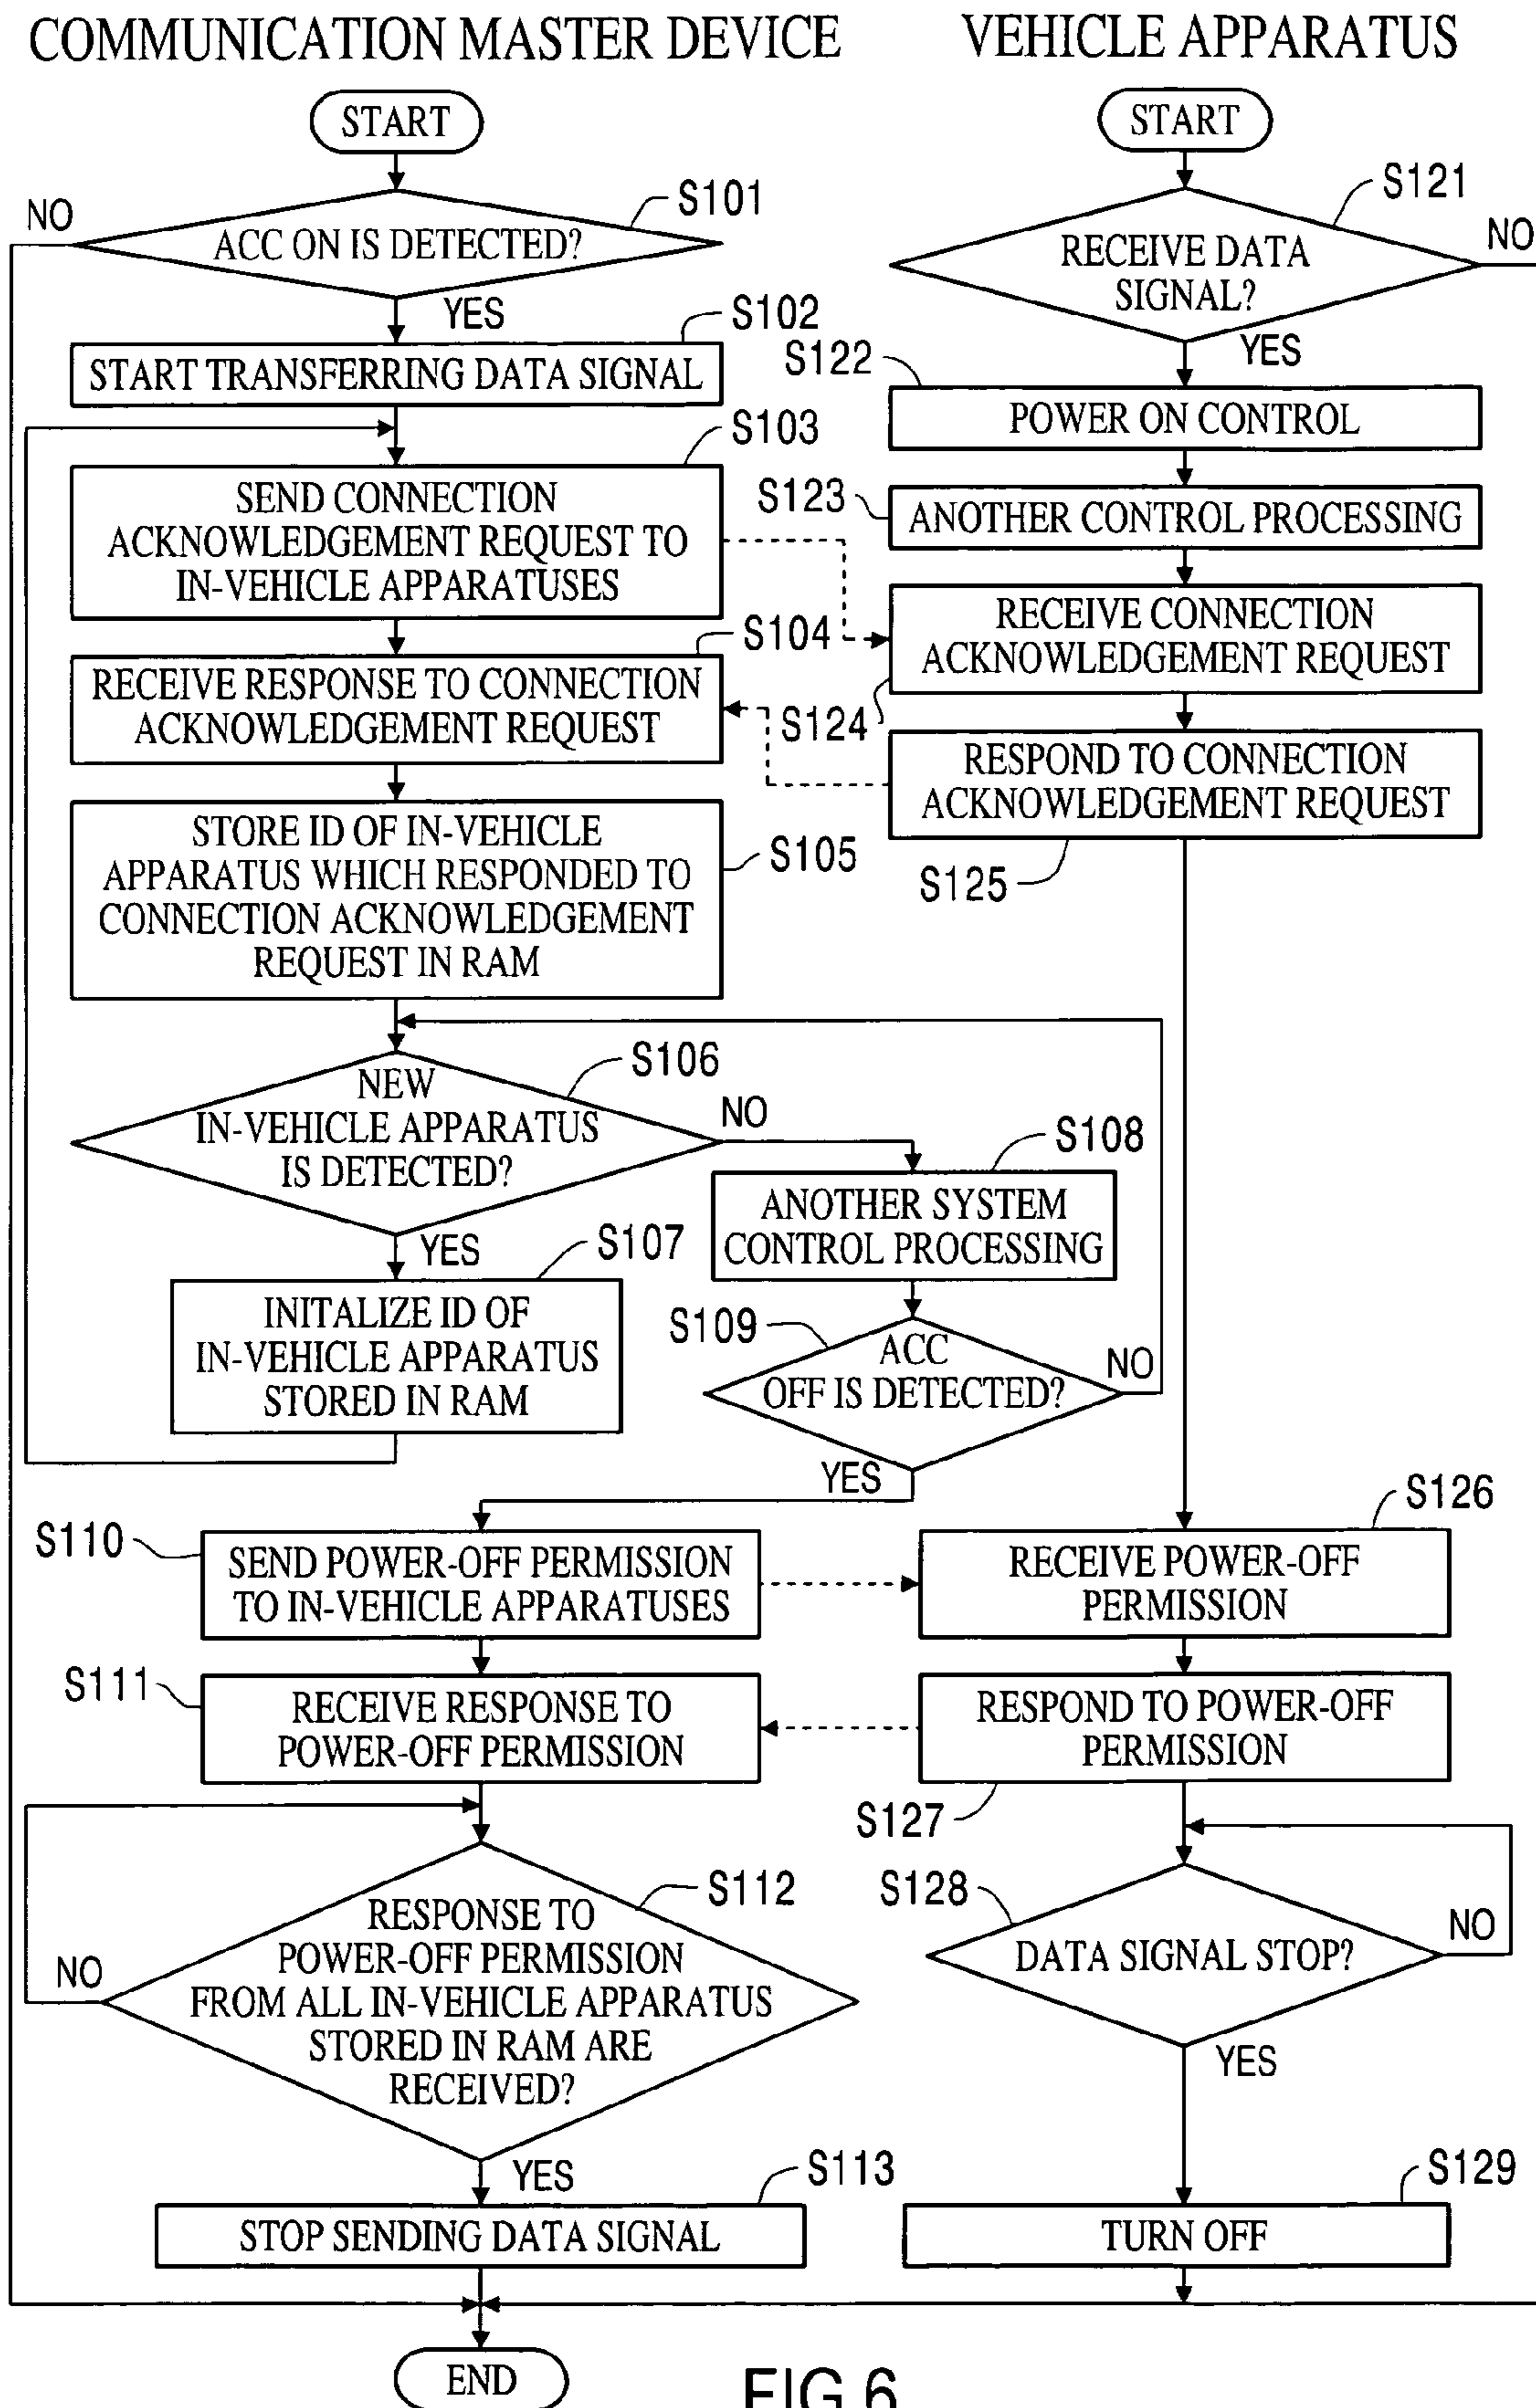 COMMUNICATION MASTER DEVICE
VEHICLE APPARATUS
START
NO
S101
ACC ON IS DETECTED?
YES
S102
START TRANSFERRING DATA SIGNAL
S103
SEND CONNECTION
ACKNOWLEDGEMENT REQUEST TO
IN-VEHICLE APPARATUSES
S104
RECEIVE RESPONSE TO CONNECTION
ACKNOWLEDGEMENT REQUEST
STORE ID OF IN-VEHICLE
APPARATUS WHICH RESPONDED TO
CONNECTION ACKNOWLEDGEMENT
REQUEST IN RAM
S105
S106
NEW
IN-VEHICLE APPARATUS
IS DETECTED?
NO
YES
S107
INITALIZE ID OF
IN-VEHICLE APPARATUS
STORED IN RAM
S108
ANOTHER SYSTEM
CONTROL PROCESSING
S109
ACC
OFF IS DETECTED?
NO
YES
S110
SEND POWER-OFF PERMISSION
TO IN-VEHICLE APPARATUSES
S111
RECEIVE RESPONSE TO
POWER-OFF PERMISSION
S112
RESPONSE TO
POWER-OFF PERMISSION
FROM ALL IN-VEHICLE APPARATUS
STORED IN RAM ARE
RECEIVED?
NO
YES
S113
STOP SENDING DATA SIGNAL
END
START
S121
RECEIVE DATA
SIGNAL?
NO
YES
S122
POWER ON CONTROL
S123
ANOTHER CONTROL PROCESSING
RECEIVE CONNECTION
ACKNOWLEDGEMENT REQUEST
S124
RESPOND TO CONNECTION
ACKNOWLEDGEMENT REQUEST
S125
S126
RECEIVE POWER-OFF
PERMISSION
RESPOND TO POWER-OFF
PERMISSION
S127
S128
DATA SIGNAL STOP?
NO
YES
S129
TURN OFF
FIG.6